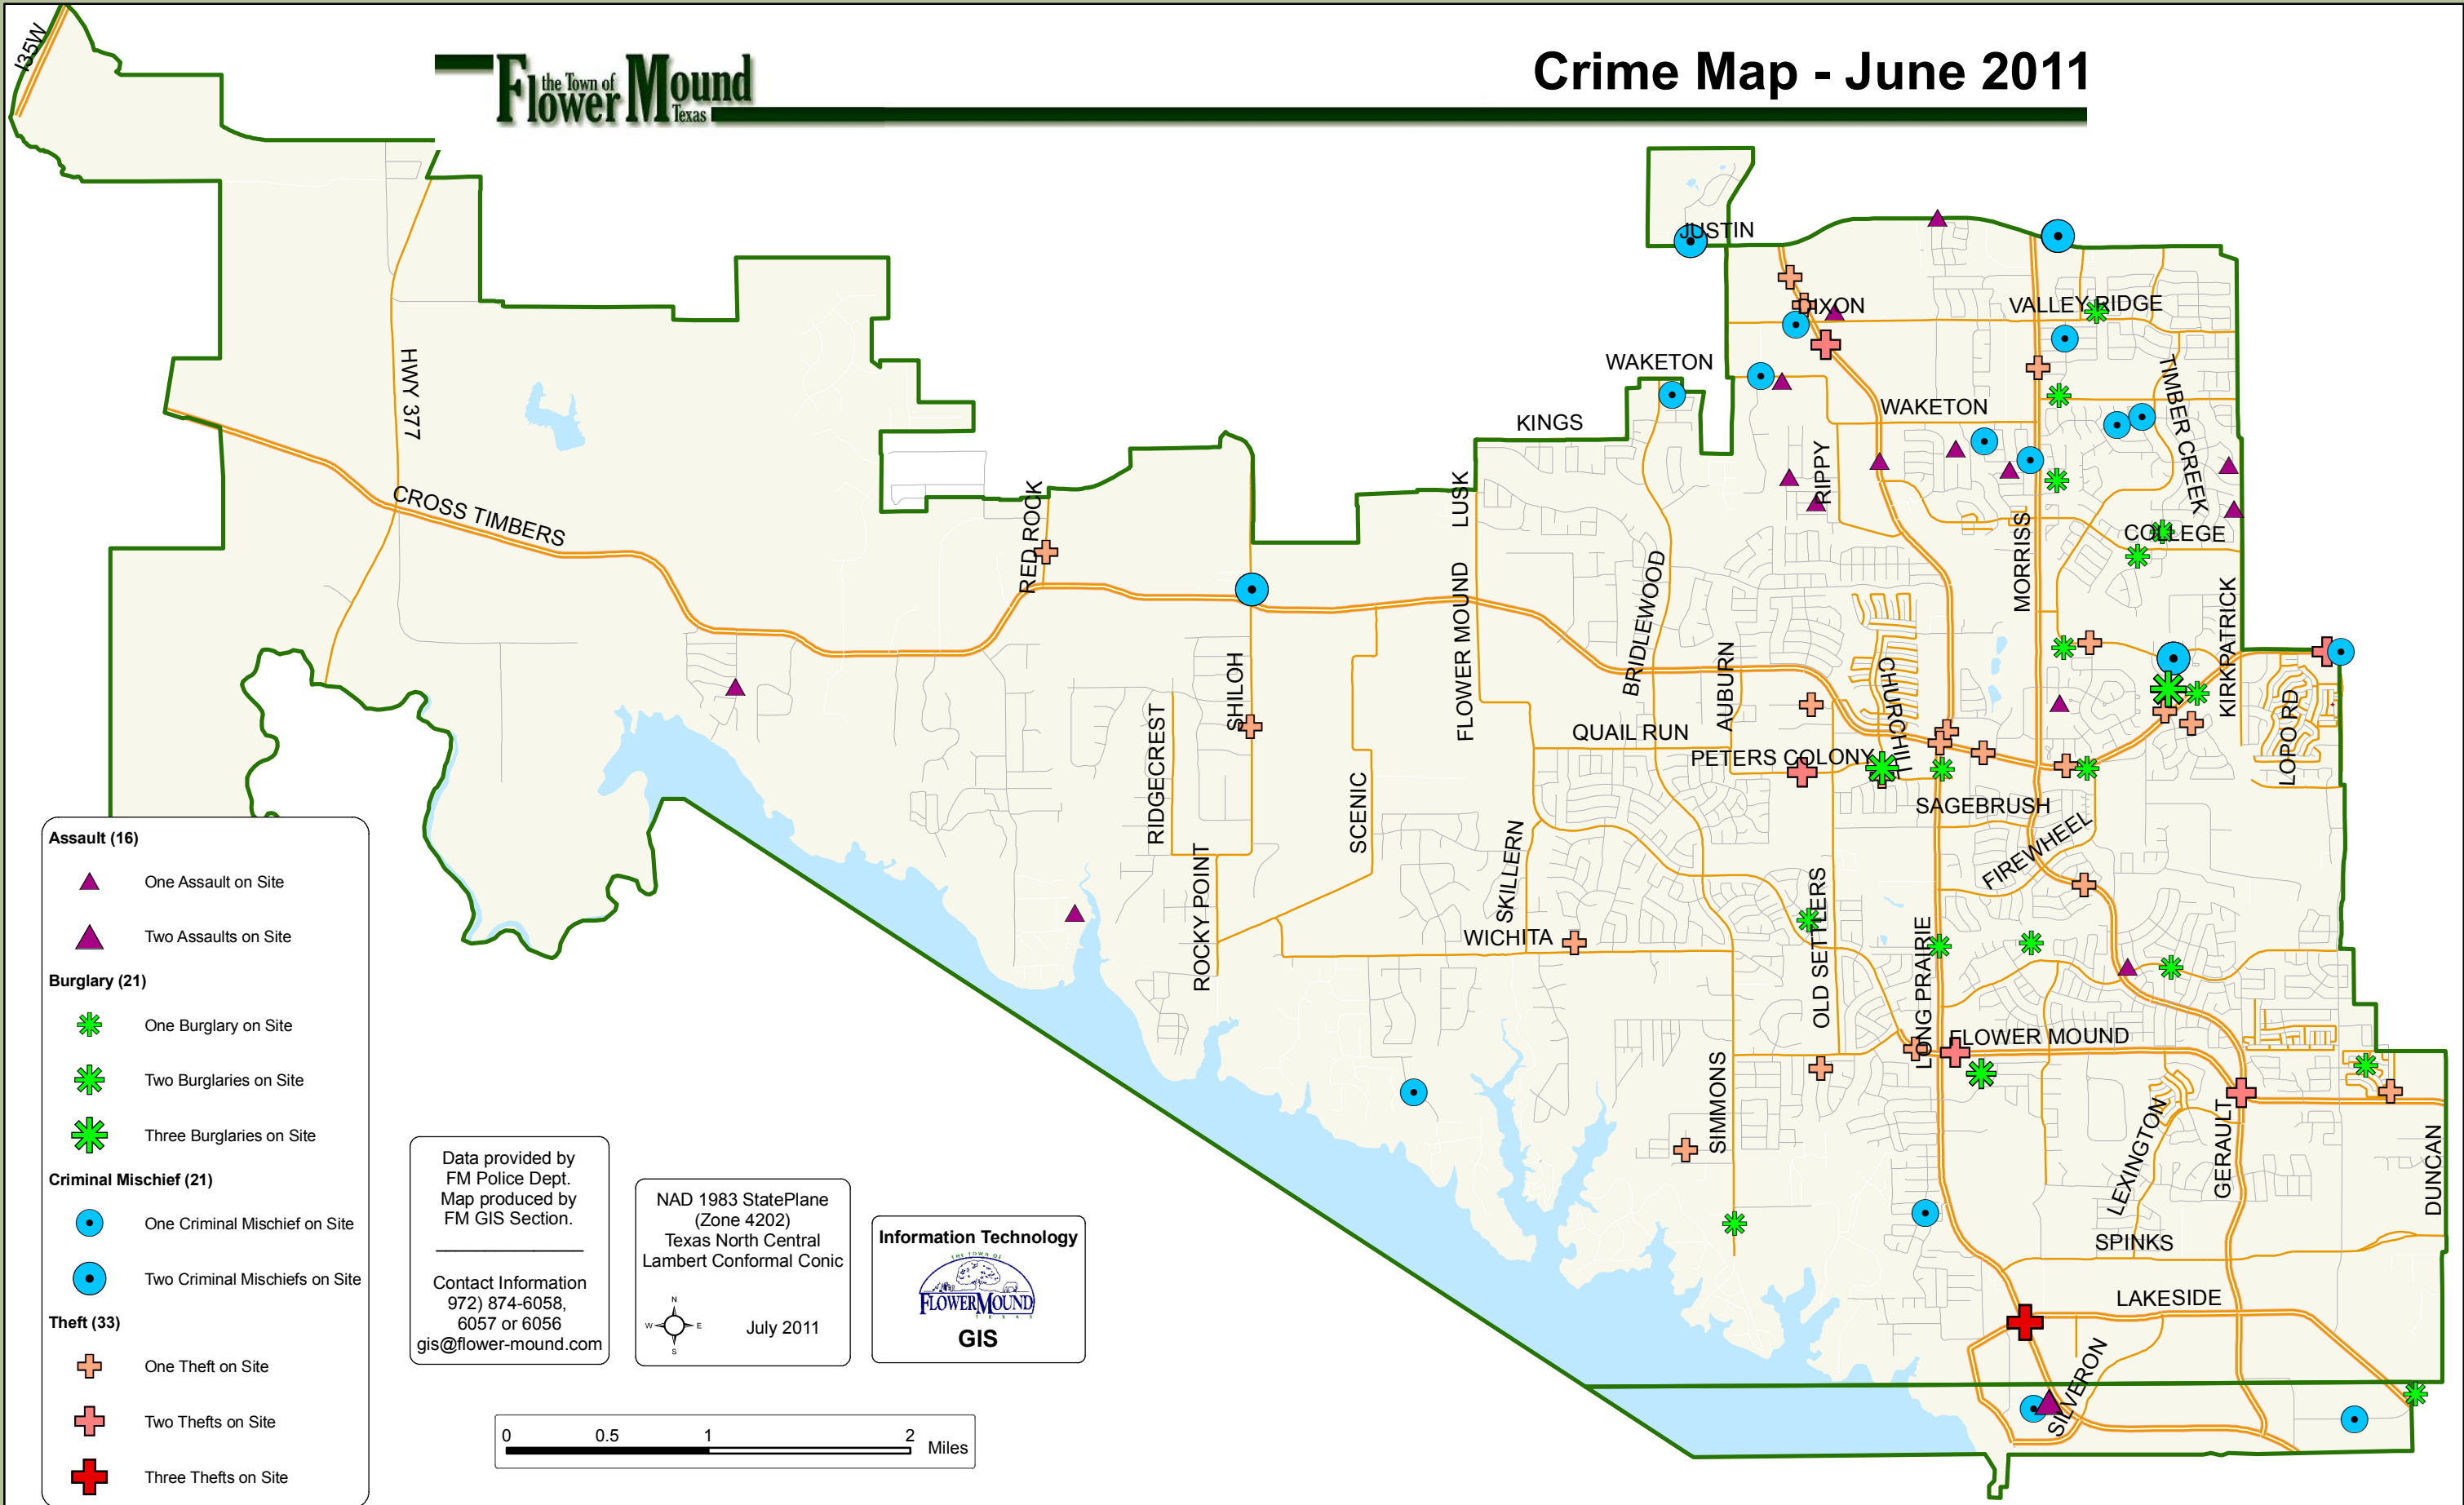 I35W
the Town of
Flower Mound
Texas
Crime Map - June 2011
JUSTIN
DIXON
VALLEY RIDGE
WAKETON
WAKETON
KINGS
TIMBER CREEK
HWY 377
RIPPY
LUSK
RED ROCK
CROSS TIMBERS
COLLEGE
MORRISS
BRIDLEWOOD
FLOWER MOUND
KIRKPATRICK
SHILOH
AUBURN
CHURCHILL
LOPO RD
RIDGECREST
QUAIL RUN
PETERS COLONY
SCENIC
SAGEBRUSH
FIREWHEEL
SKILLERN
ROCKY POINT
OLD SETTLERS
WICHITA
LONG PRAIRIE
FLOWER MOUND
SIMMONS
LEXINGTON
GERAULT
DUNCAN
SPINKS
LAKESIDE
SILVERON
Assault (16)
One Assault on Site
Two Assaults on Site
Burglary (21)
One Burglary on Site
Two Burglaries on Site
Three Burglaries on Site
Criminal Mischief (21)
One Criminal Mischief on Site
Two Criminal Mischiefs on Site
Theft (33)
One Theft on Site
Two Thefts on Site
Three Thefts on Site
Data provided by
FM Police Dept.
Map produced by
FM GIS Section.
Contact Information
972) 874-6058,
6057 or 6056
gis@flower-mound.com
NAD 1983 StatePlane
(Zone 4202)
Texas North Central
Lambert Conformal Conic
N
W E
S
July 2011
Information Technology
THE TOWN OF
FLOWER MOUND
TEXAS
GIS
0 0.5 1 2
Miles